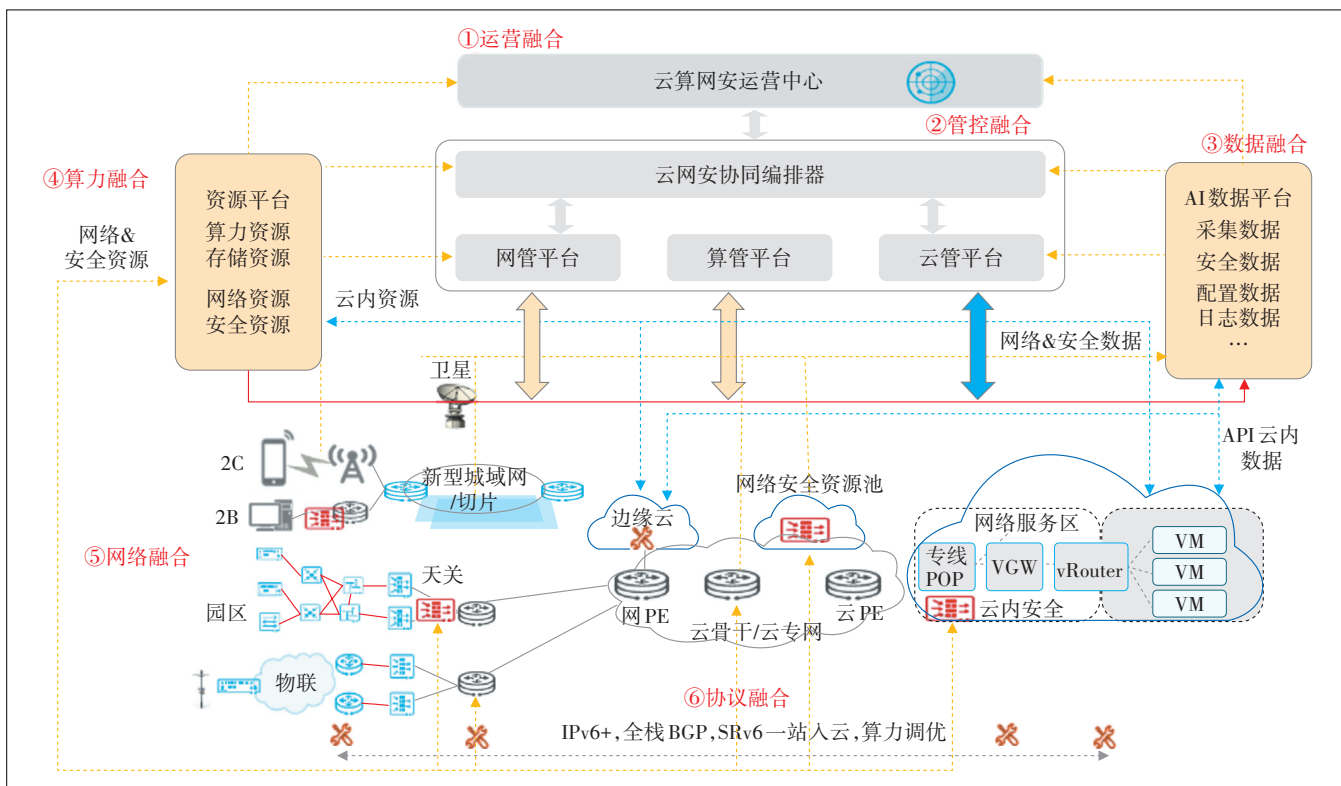 ①运营融合
云算网安运营中心
②管控融合
云网安协同编排器
网管平台
算管平台
云管平台
③数据融合
AI数据平台
采集数据
安全数据
配置数据
日志数据
…
④算力融合
资源平台
算力资源
存储资源
网络资源
安全资源
网络&
安全资源
云内资源
网络&安全数据
卫星
API云内
数据
2C
2B
新型城域网
/切片
边缘云
网络安全资源池
网络服务区
专线
POP
VGW
vRouter
VM
VM
VM
云内安全
⑤网络融合
园区
天关
网PE
云PE
云骨干/云专网
物联
⑥协议融合
IPv6+,全栈BGP,SRv6一站入云,算力调优